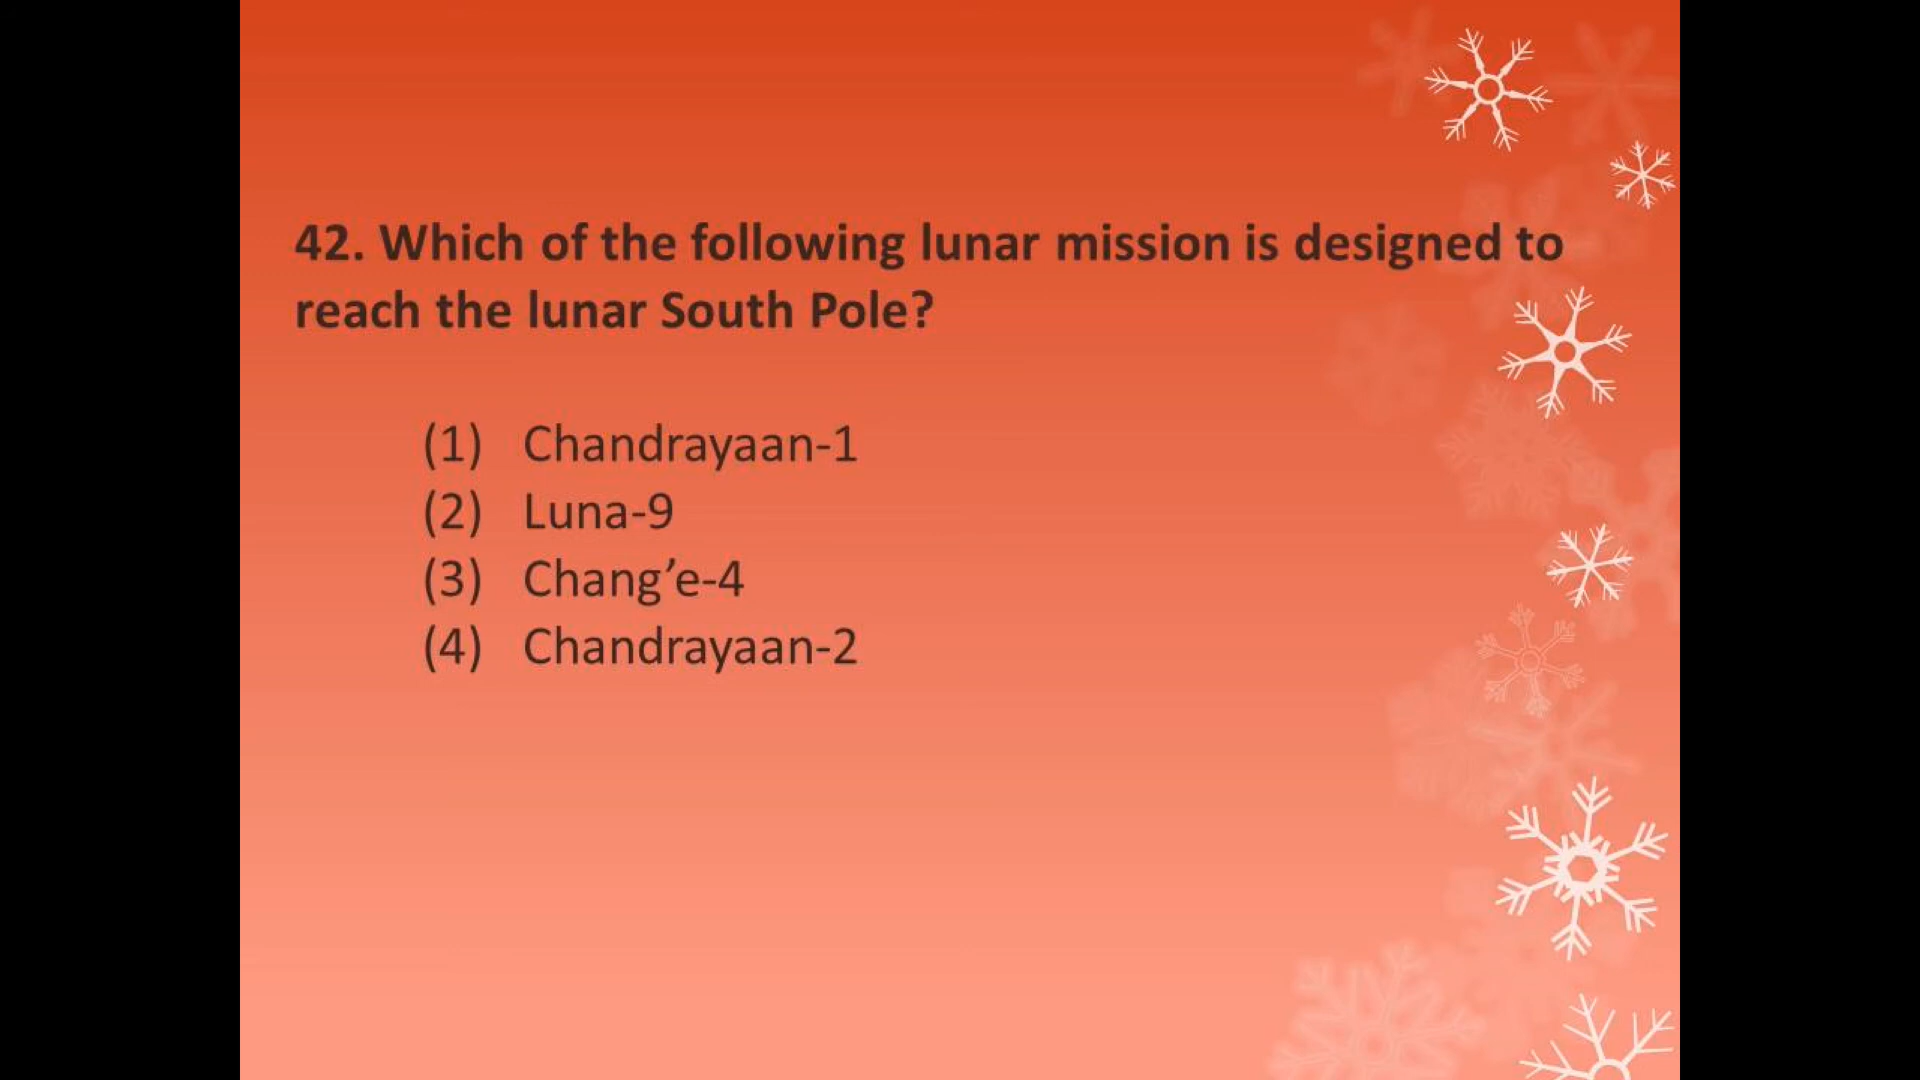 42. Which of the following lunar mission is designed to
reach the lunar South Pole?
(1) Chandrayaan-1
(2) Luna-9
(3) Chang’e-4
(4) Chandrayaan-2